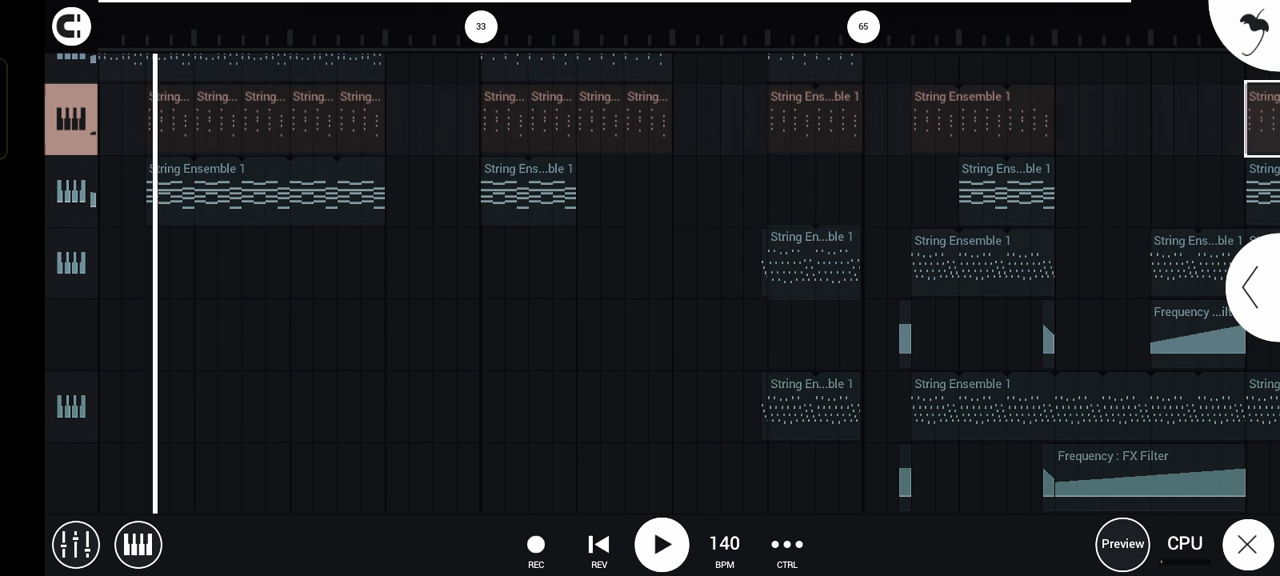 33
65
String...
String...
String...
String...
String...
String...
String...
String...
String...
String Ens...ble 1
String Ensemble 1
String
String Ensemble 1
String Ens...ble 1
String Ens...ble 1
String
String En...ble 1
String Ensemble 1
String Ens...ble 1
Frequency ...ilt
String En...ble 1
String Ensemble 1
String
Frequency : FX Filter
REC
REV
140
BPM
CTRL
Preview
CPU